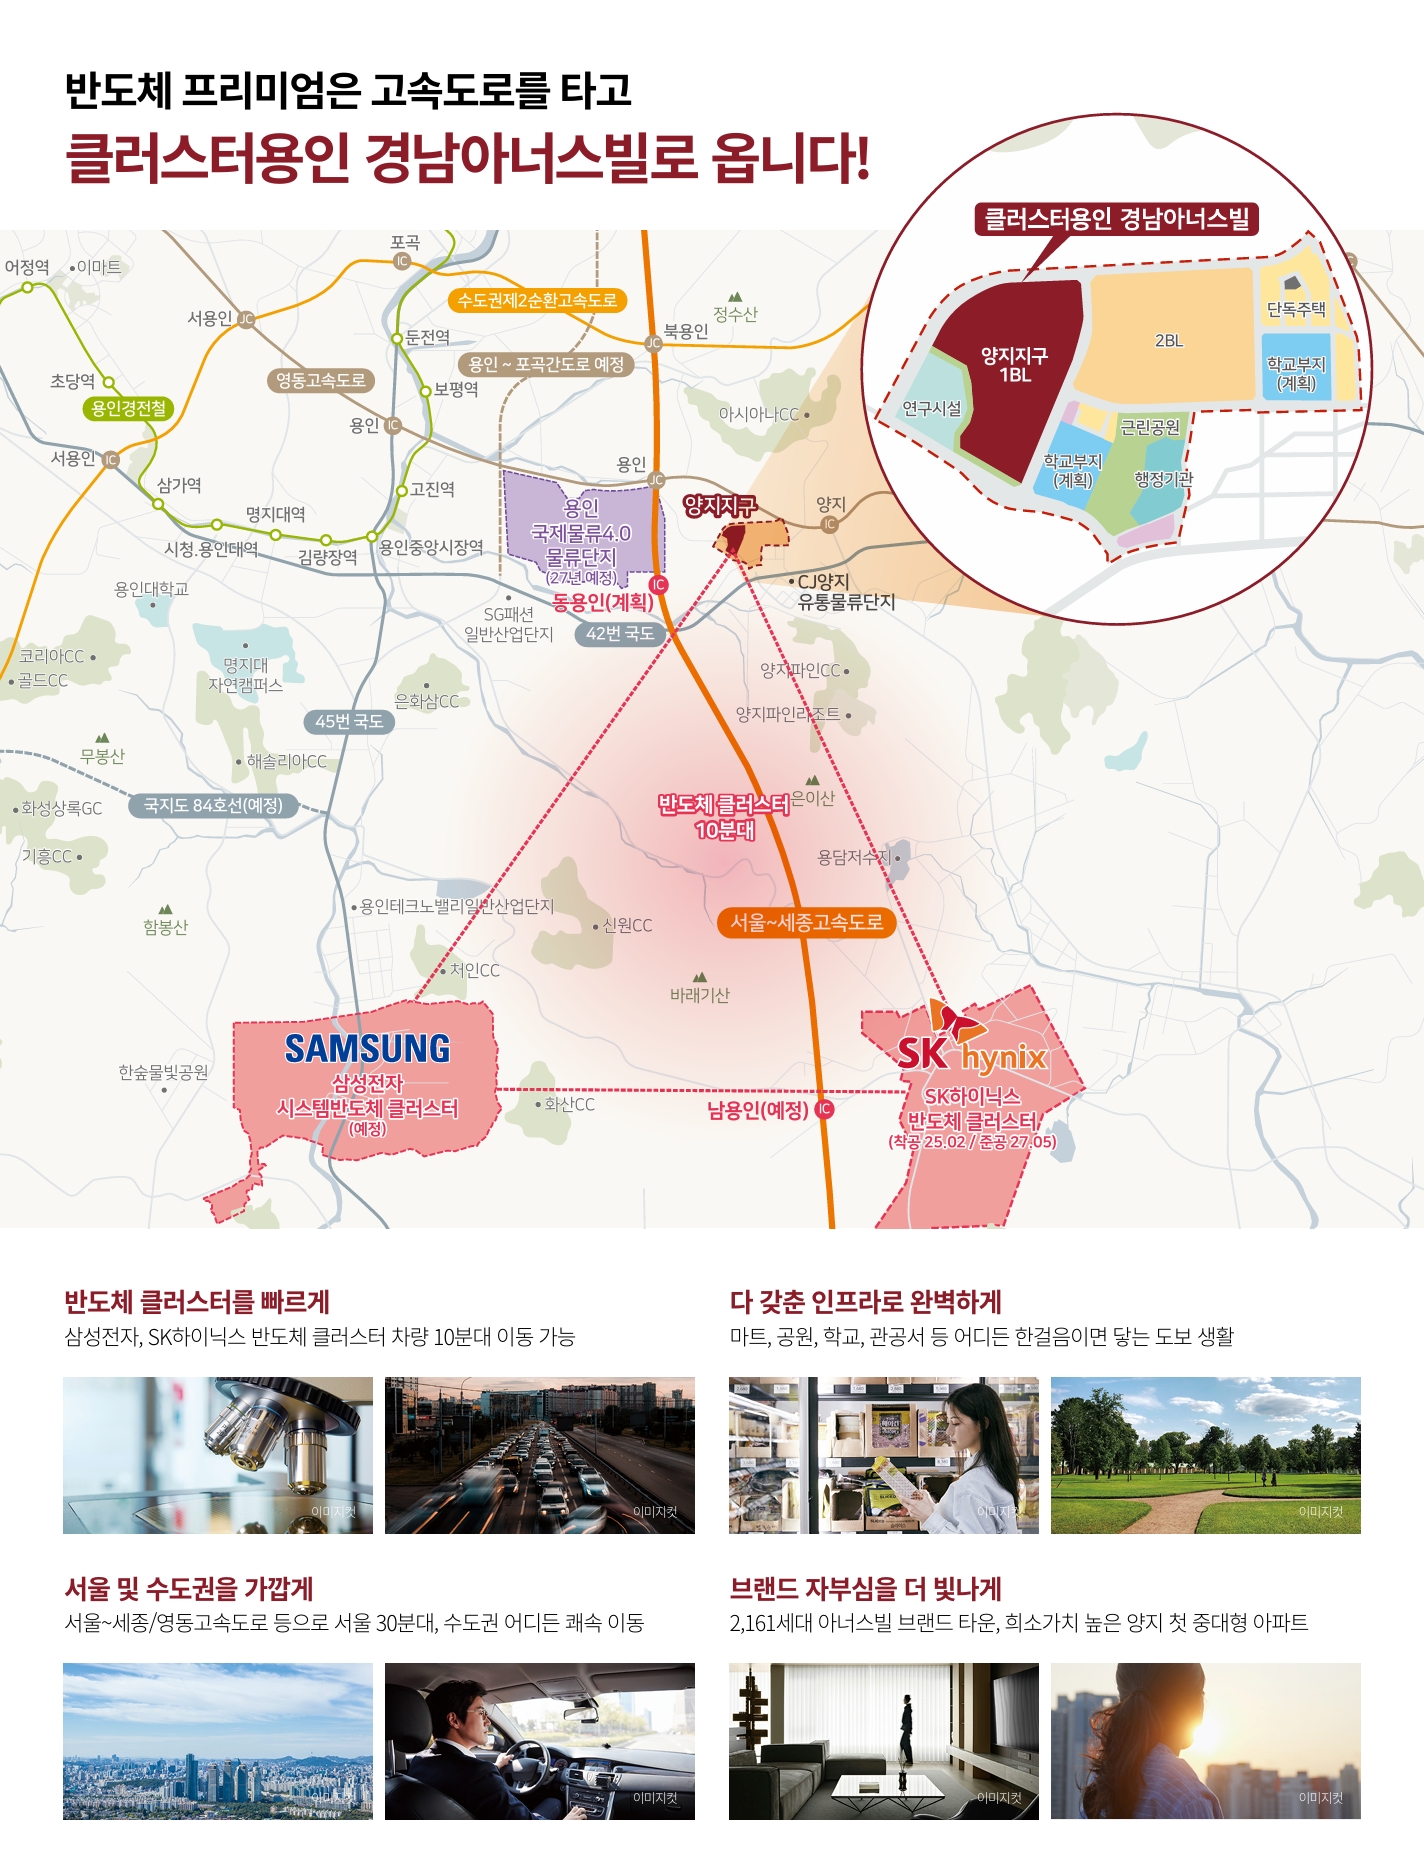 반도체 프리미엄은 고속도로를 타고
클러스터용인 경남아너스빌로 옵니다!
클러스터용인 경남아너스빌
양지지구
1BL
2BL
단독주택
학교부지
(계획)
연구시설
근린공원
학교부지
(계획)
행정기관
어정역
이마트
포곡
IC
수도권제2순환고속도로
정수산
서용인
JC
둔전역
JC
북용인
용인 ~ 포곡간도로 예정
초당역
영동고속도로
보평역
용인경전철
아시아나CC
용인
IC
서용인
IC
용인
JC
삼가역
고진역
양지지구
양지
IC
명지대역
용인
국제물류4.0
물류단지
(27년 예정)
시청.용인대역
김량장역
용인중앙시장역
IC
동용인(계획)
CJ양지
유통물류단지
용인대학교
SG패션
일반산업단지
42번 국도
코리아CC
골드CC
명지대
자연캠퍼스
은화삼CC
양지파인CC
양지파인리조트
45번 국도
무봉산
해솔리아CC
은이산
반도체 클러스터
10분대
화성상록GC
국지도 84호선(예정)
기흥CC
용담저수지
함봉산
용인테크노밸리일반산업단지
신원CC
서울~세종고속도로
처인CC
바래기산
SAMSUNG
삼성전자
시스템반도체 클러스터
(예정)
한숲물빛공원
화산CC
남용인(예정)
IC
SK hynix
SK하이닉스
반도체 클러스터
(착공 25.02 / 준공 27.05)
반도체 클러스터를 빠르게
삼성전자, SK하이닉스 반도체 클러스터 차량 10분대 이동 가능
이미지컷
이미지컷
다 갖춘 인프라로 완벽하게
마트, 공원, 학교, 관공서 등 어디든 한걸음이면 닿는 도보 생활
이미지컷
이미지컷
서울 및 수도권을 가깝게
서울~세종/영동고속도로 등으로 서울 30분대, 수도권 어디든 쾌속 이동
이미지컷
이미지컷
브랜드 자부심을 더 빛나게
2,161세대 아너스빌 브랜드 타운, 희소가치 높은 양지 첫 중대형 아파트
이미지컷
이미지컷